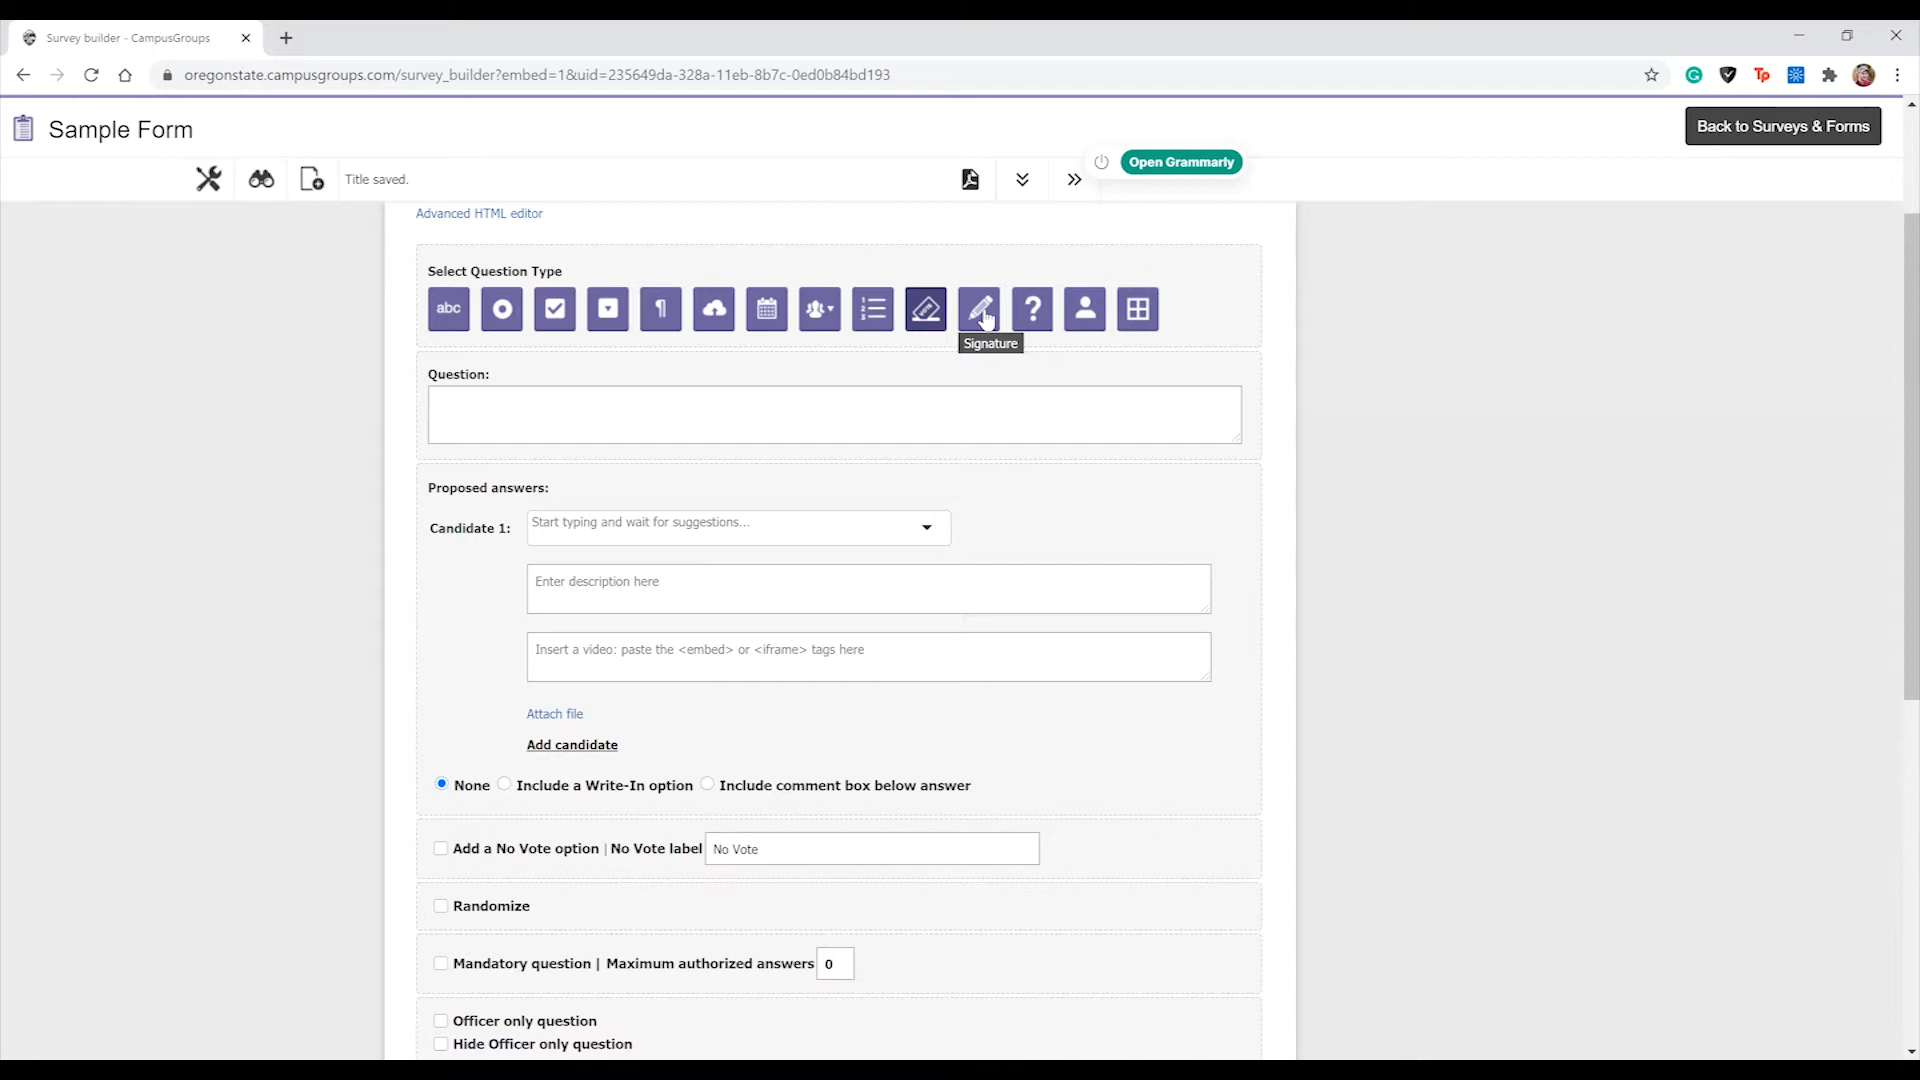 Survey builder - CampusGroups
oregonstate.campusgroups.com/survey_builder?embed=1&uid=235649da-328a-11eb-8b7c-0ed0b84bd193
Sample Form
Back to Surveys & Forms
Title saved.
Open Grammarly
Advanced HTML editor
Select Question Type
abc
Signature
Question:
Proposed answers:
Candidate 1: Start typing and wait for suggestions...
Enter description here
Insert a video: paste the <embed> or <iframe> tags here
Attach file
Add candidate
None Include a Write-In option Include comment box below answer
Add a No Vote option | No Vote label No Vote
Randomize
Mandatory question | Maximum authorized answers 0
Officer only question
Hide Officer only question